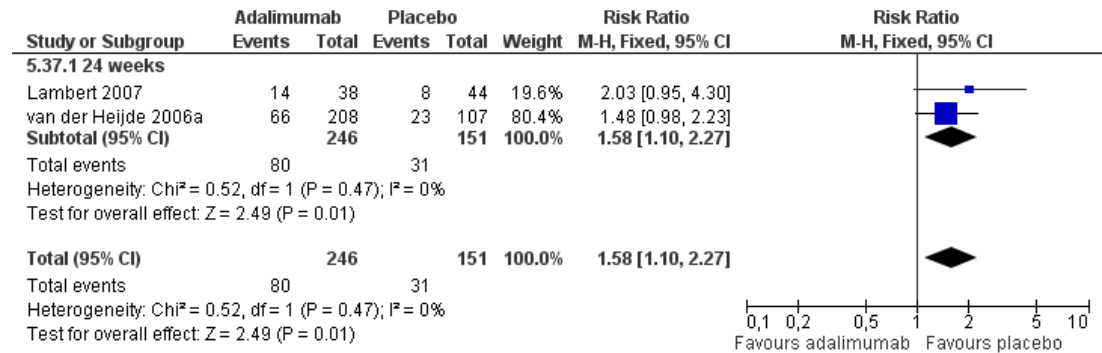 Adalimumab Placebo Risk Ratio Risk Ratio
Study or Subgroup Events Total Events Total Weight M-H, Fixed, 95% CI M-H, Fixed, 95% CI
5.37.1 24 weeks
Lambert 2007 14 38 8 44 19.6% 2.03 [0.95, 4.30]
van der Heijde 2006a 66 208 23 107 80.4% 1.48 [0.98, 2.23]
Subtotal (95% CI) 246 151 100.0% 1.58 [1.10, 2.27]
Total events 80 31
Heterogeneity: Chi² = 0.52, df = 1 (P = 0.47); I² = 0%
Test for overall effect: Z = 2.49 (P = 0.01)
Total (95% CI) 246 151 100.0% 1.58 [1.10, 2.27]
Total events 80 31
Heterogeneity: Chi² = 0.52, df = 1 (P = 0.47); I² = 0%
Test for overall effect: Z = 2.49 (P = 0.01)
0,1 0,2 0,5 1 2 5 10
Favours adalimumab Favours placebo